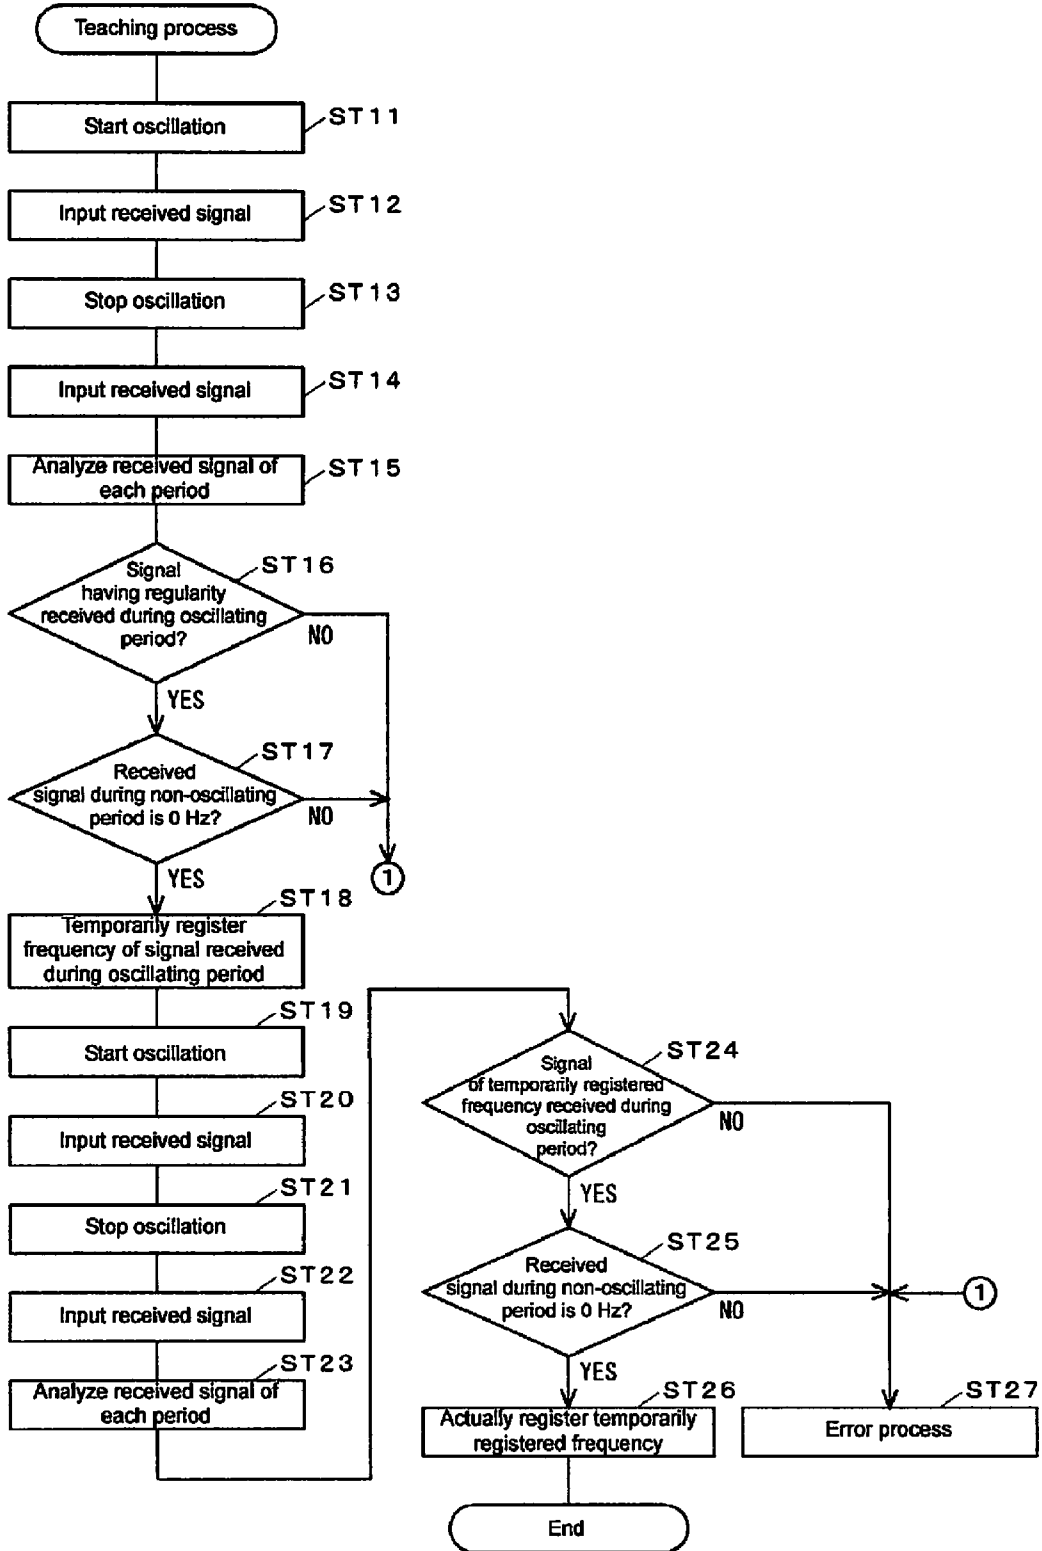 Teaching process
ST11
Start oscillation
ST12
Input received signal
ST13
Stop oscillation
ST14
Input received signal
ST15
Analyze received signal of
each period
ST16
Signal
having regularity
received during oscillating
period?
NO
YES
ST17
Received
signal during non-oscillating
period is 0 Hz?
NO
YES
1
ST18
Temporarily register
frequency of signal received
during oscillating period
ST19
Start oscillation
ST20
Input received signal
ST21
Stop oscillation
ST22
Input received signal
ST23
Analyze received signal of
each period
ST24
Signal
of temporarily registered
frequency received during
oscillating
period?
NO
YES
ST25
Received
signal during non-oscillating
period is 0 Hz?
NO
1
YES
ST26
Actually register temporarily
registered frequency
ST27
Error process
End